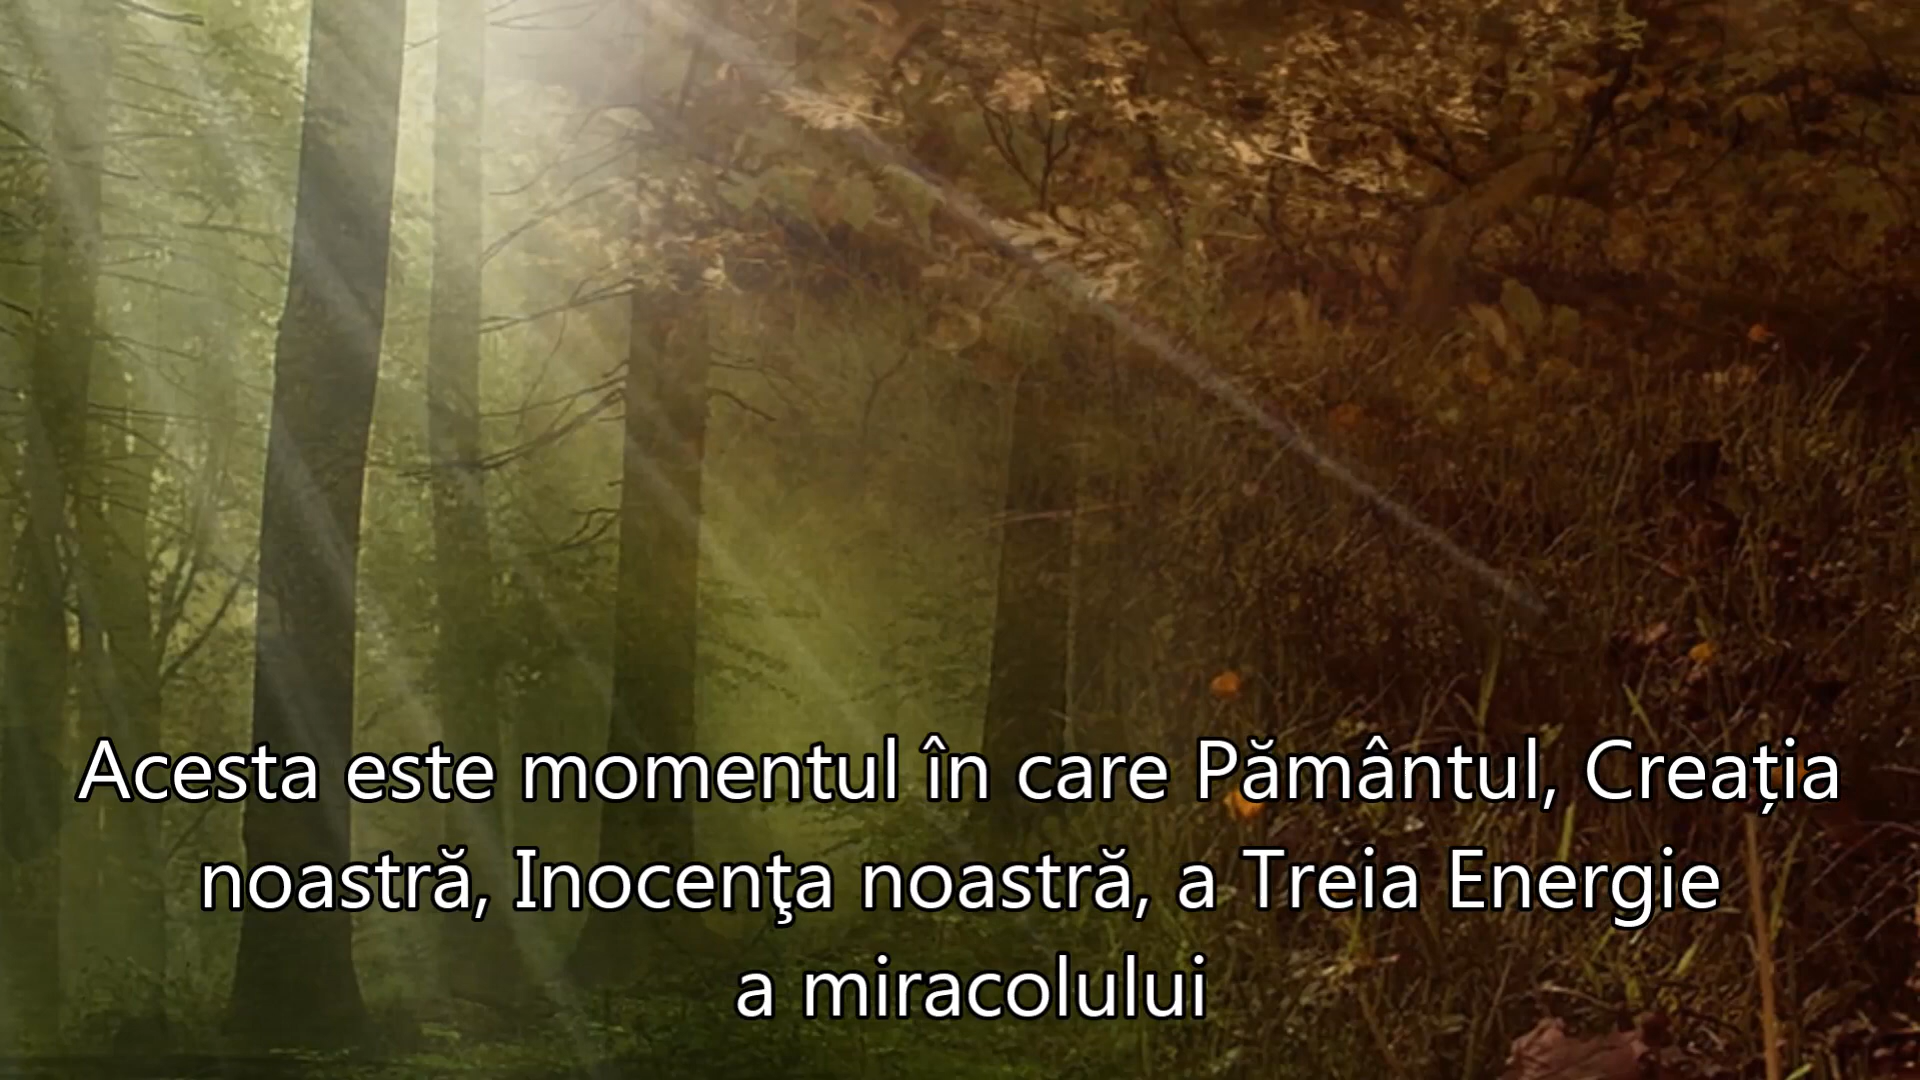 Acesta este momentul în care Pământul, Creația
noastră, Inocenţa noastră, a Treia Energie
a miracolului